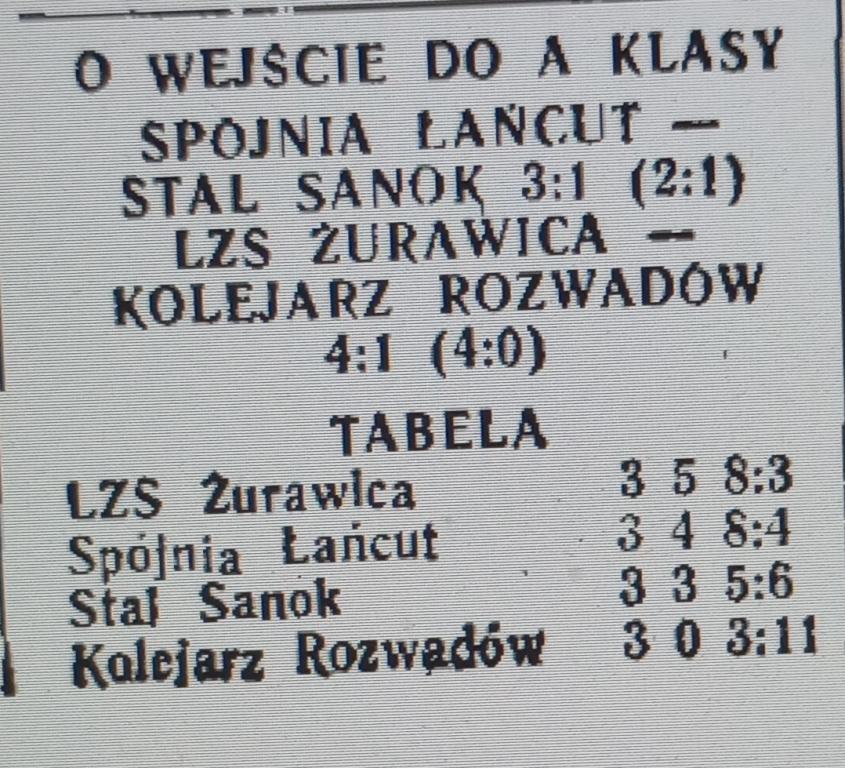 O WEJŚCIE DO A KLASY
SPÓJNIA ŁAŃCUT —
STAL SANOK 3:1 (2:1)
LZS ŻURAWICA —
KOLEJARZ ROZWADÓW
4:1 (4:0)
TABELA
LZS Żurawica 3 5 8:3
Spójnia Łańcut 3 4 8:4
Stal Sanok 3 3 5:6
Kolejarz Rozwadów 3 0 3:11